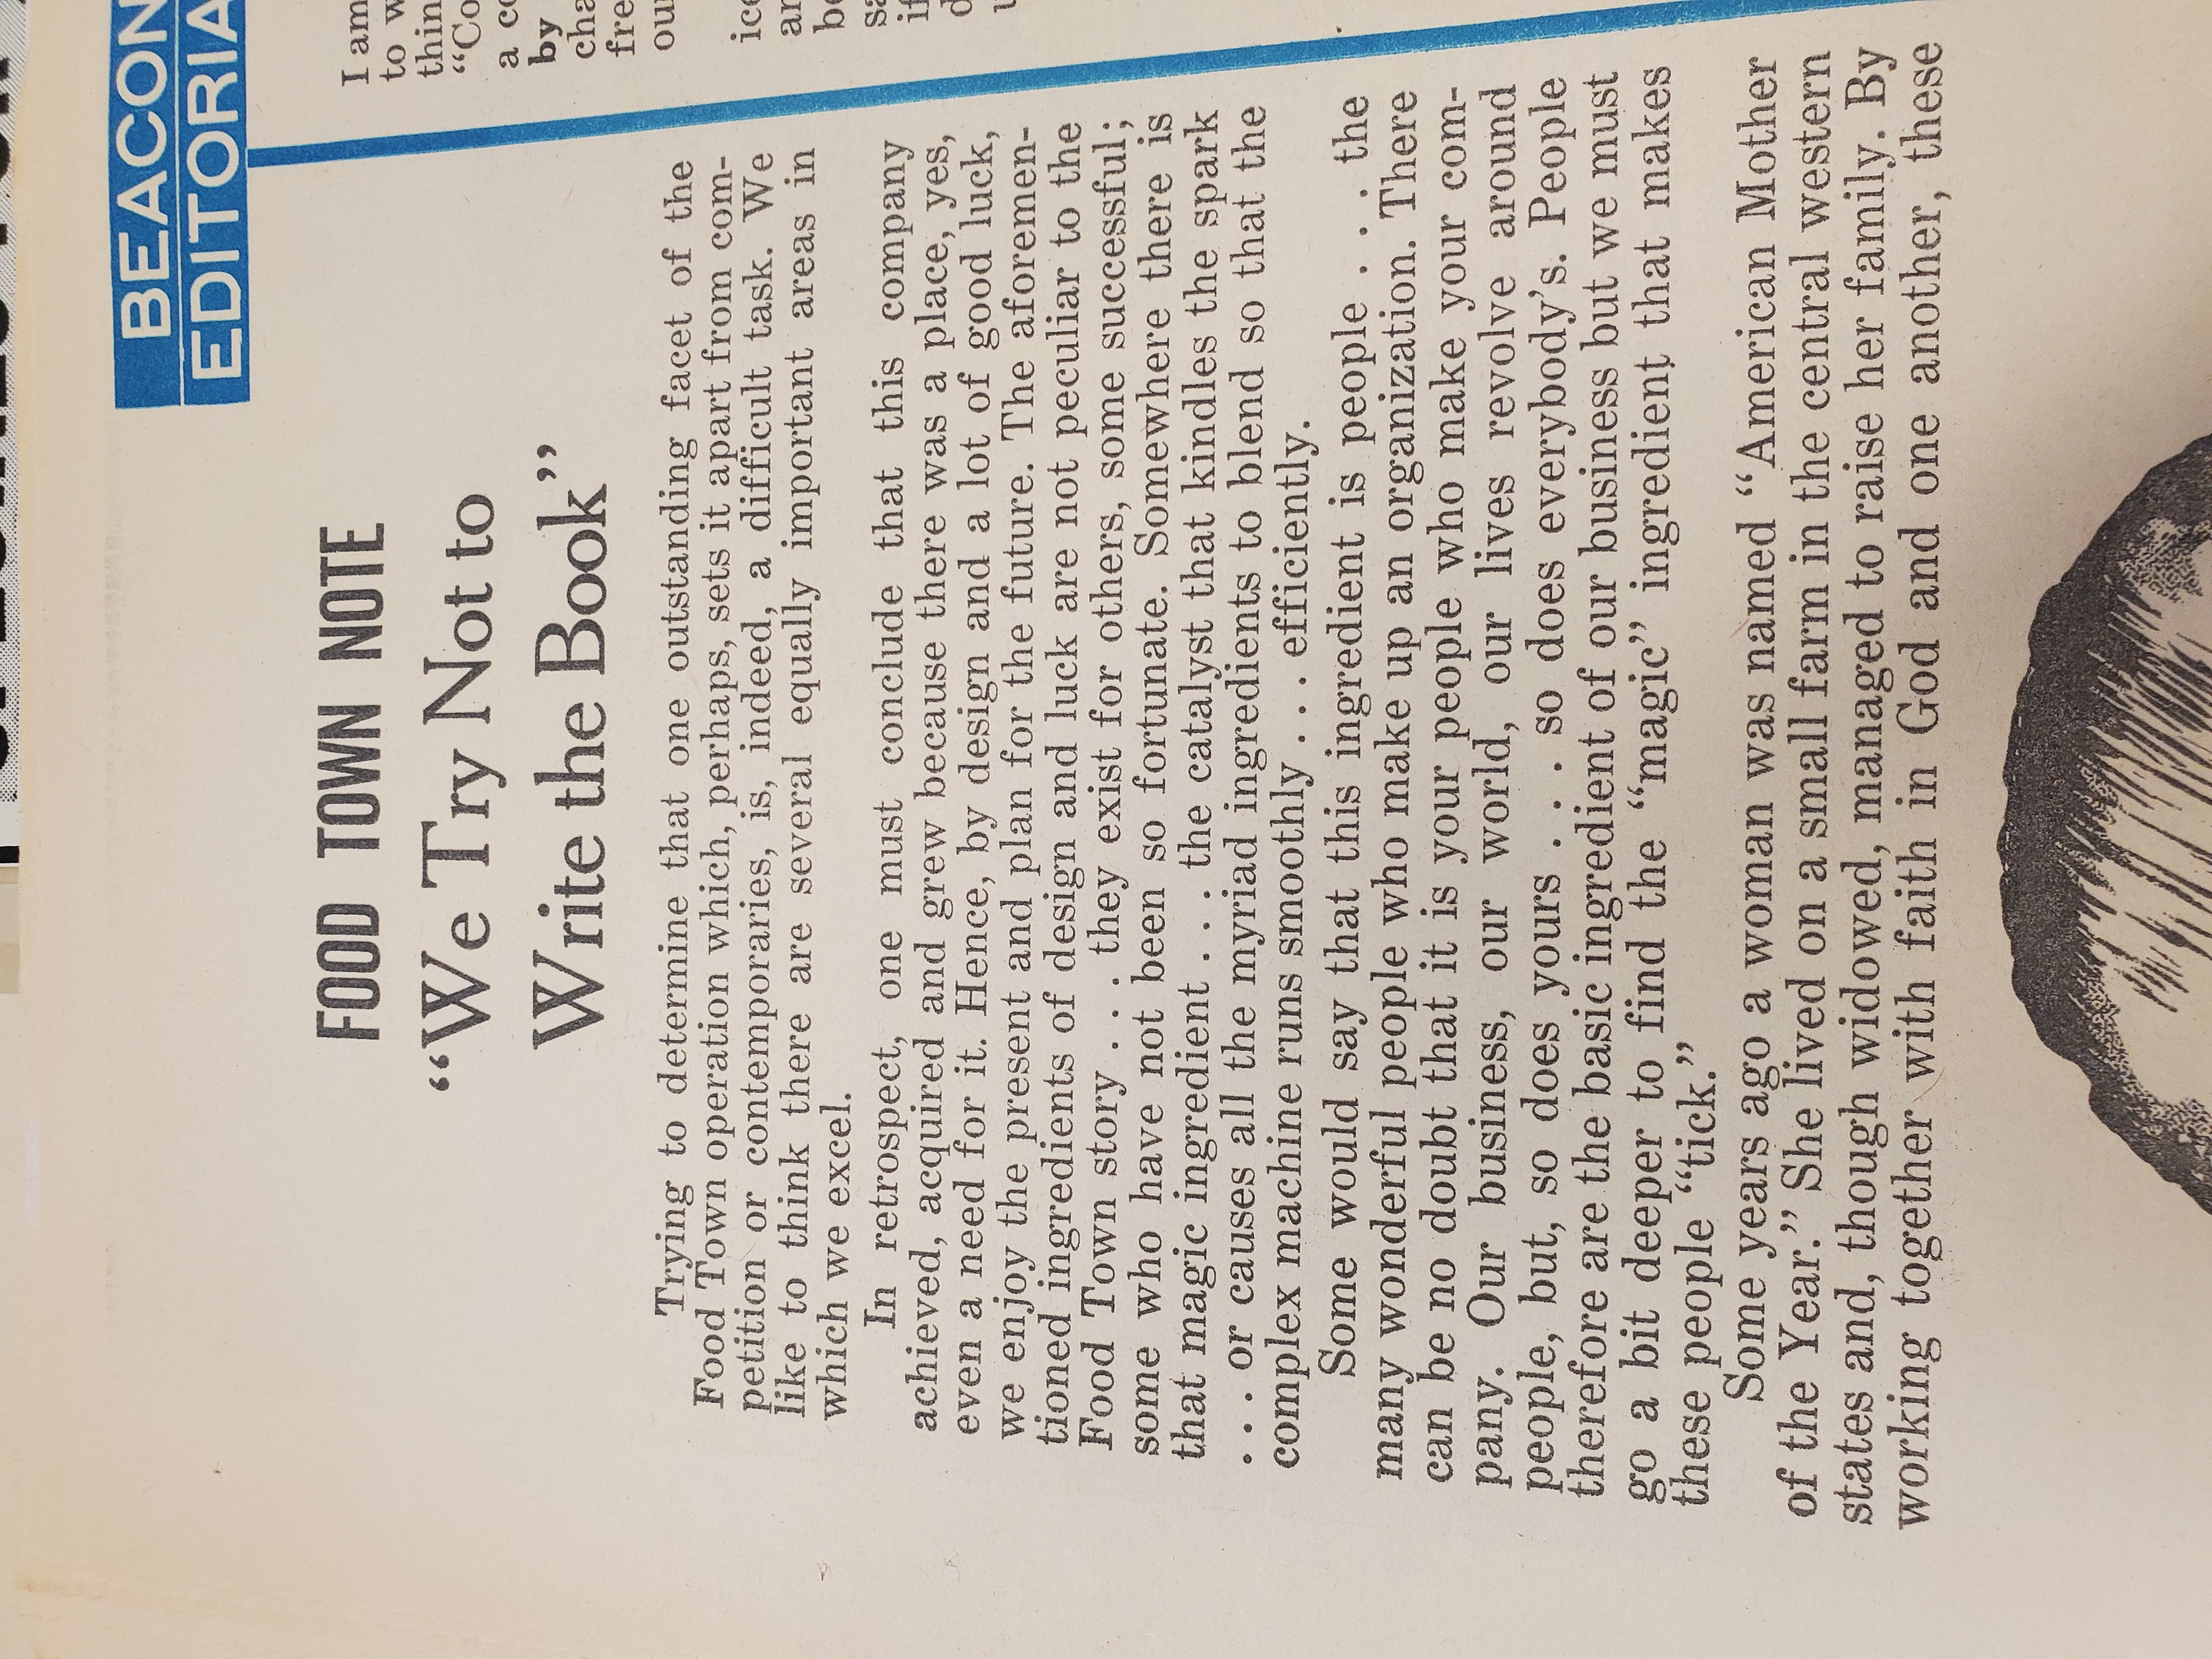 BEACON
EDITORIA
FOOD TOWN NOTE
“We Try Not to
Write the Book”
Trying to determine that one outstanding facet of the
Food Town operation which, perhaps, sets it apart from com-
petition or contemporaries, is, indeed, a difficult task. We
like to think there are several equally important areas in
which we excel.
In retrospect, one must conclude that this company
achieved, acquired and grew because there was a place, yes,
even a need for it. Hence, by design and a lot of good luck,
we enjoy the present and plan for the future. The aforemen-
tioned ingredients of design and luck are not peculiar to the
Food Town story . . . they exist for others, some successful;
some who have not been so fortunate. Somewhere there is
that magic ingredient . . . the catalyst that kindles the spark
. . . or causes all the myriad ingredients to blend so that the
complex machine runs smoothly . . . efficiently.
Some would say that this ingredient is people . . . the
many wonderful people who make up an organization. There
can be no doubt that it is your people who make your com-
pany. Our business, our world, our lives revolve around
people, but, so does yours . . . so does everybody’s. People
therefore are the basic ingredient of our business but we must
go a bit deeper to find the “magic” ingredient that makes
these people “tick.”
Some years ago a woman was named “American Mother
of the Year.” She lived on a small farm in the central western
states and, though widowed, managed to raise her family. By
working together with faith in God and one another, these
I am
to w
thin
“Co
a co
by
cha
fre
ou
ice
ar
be
sa
if
d
u